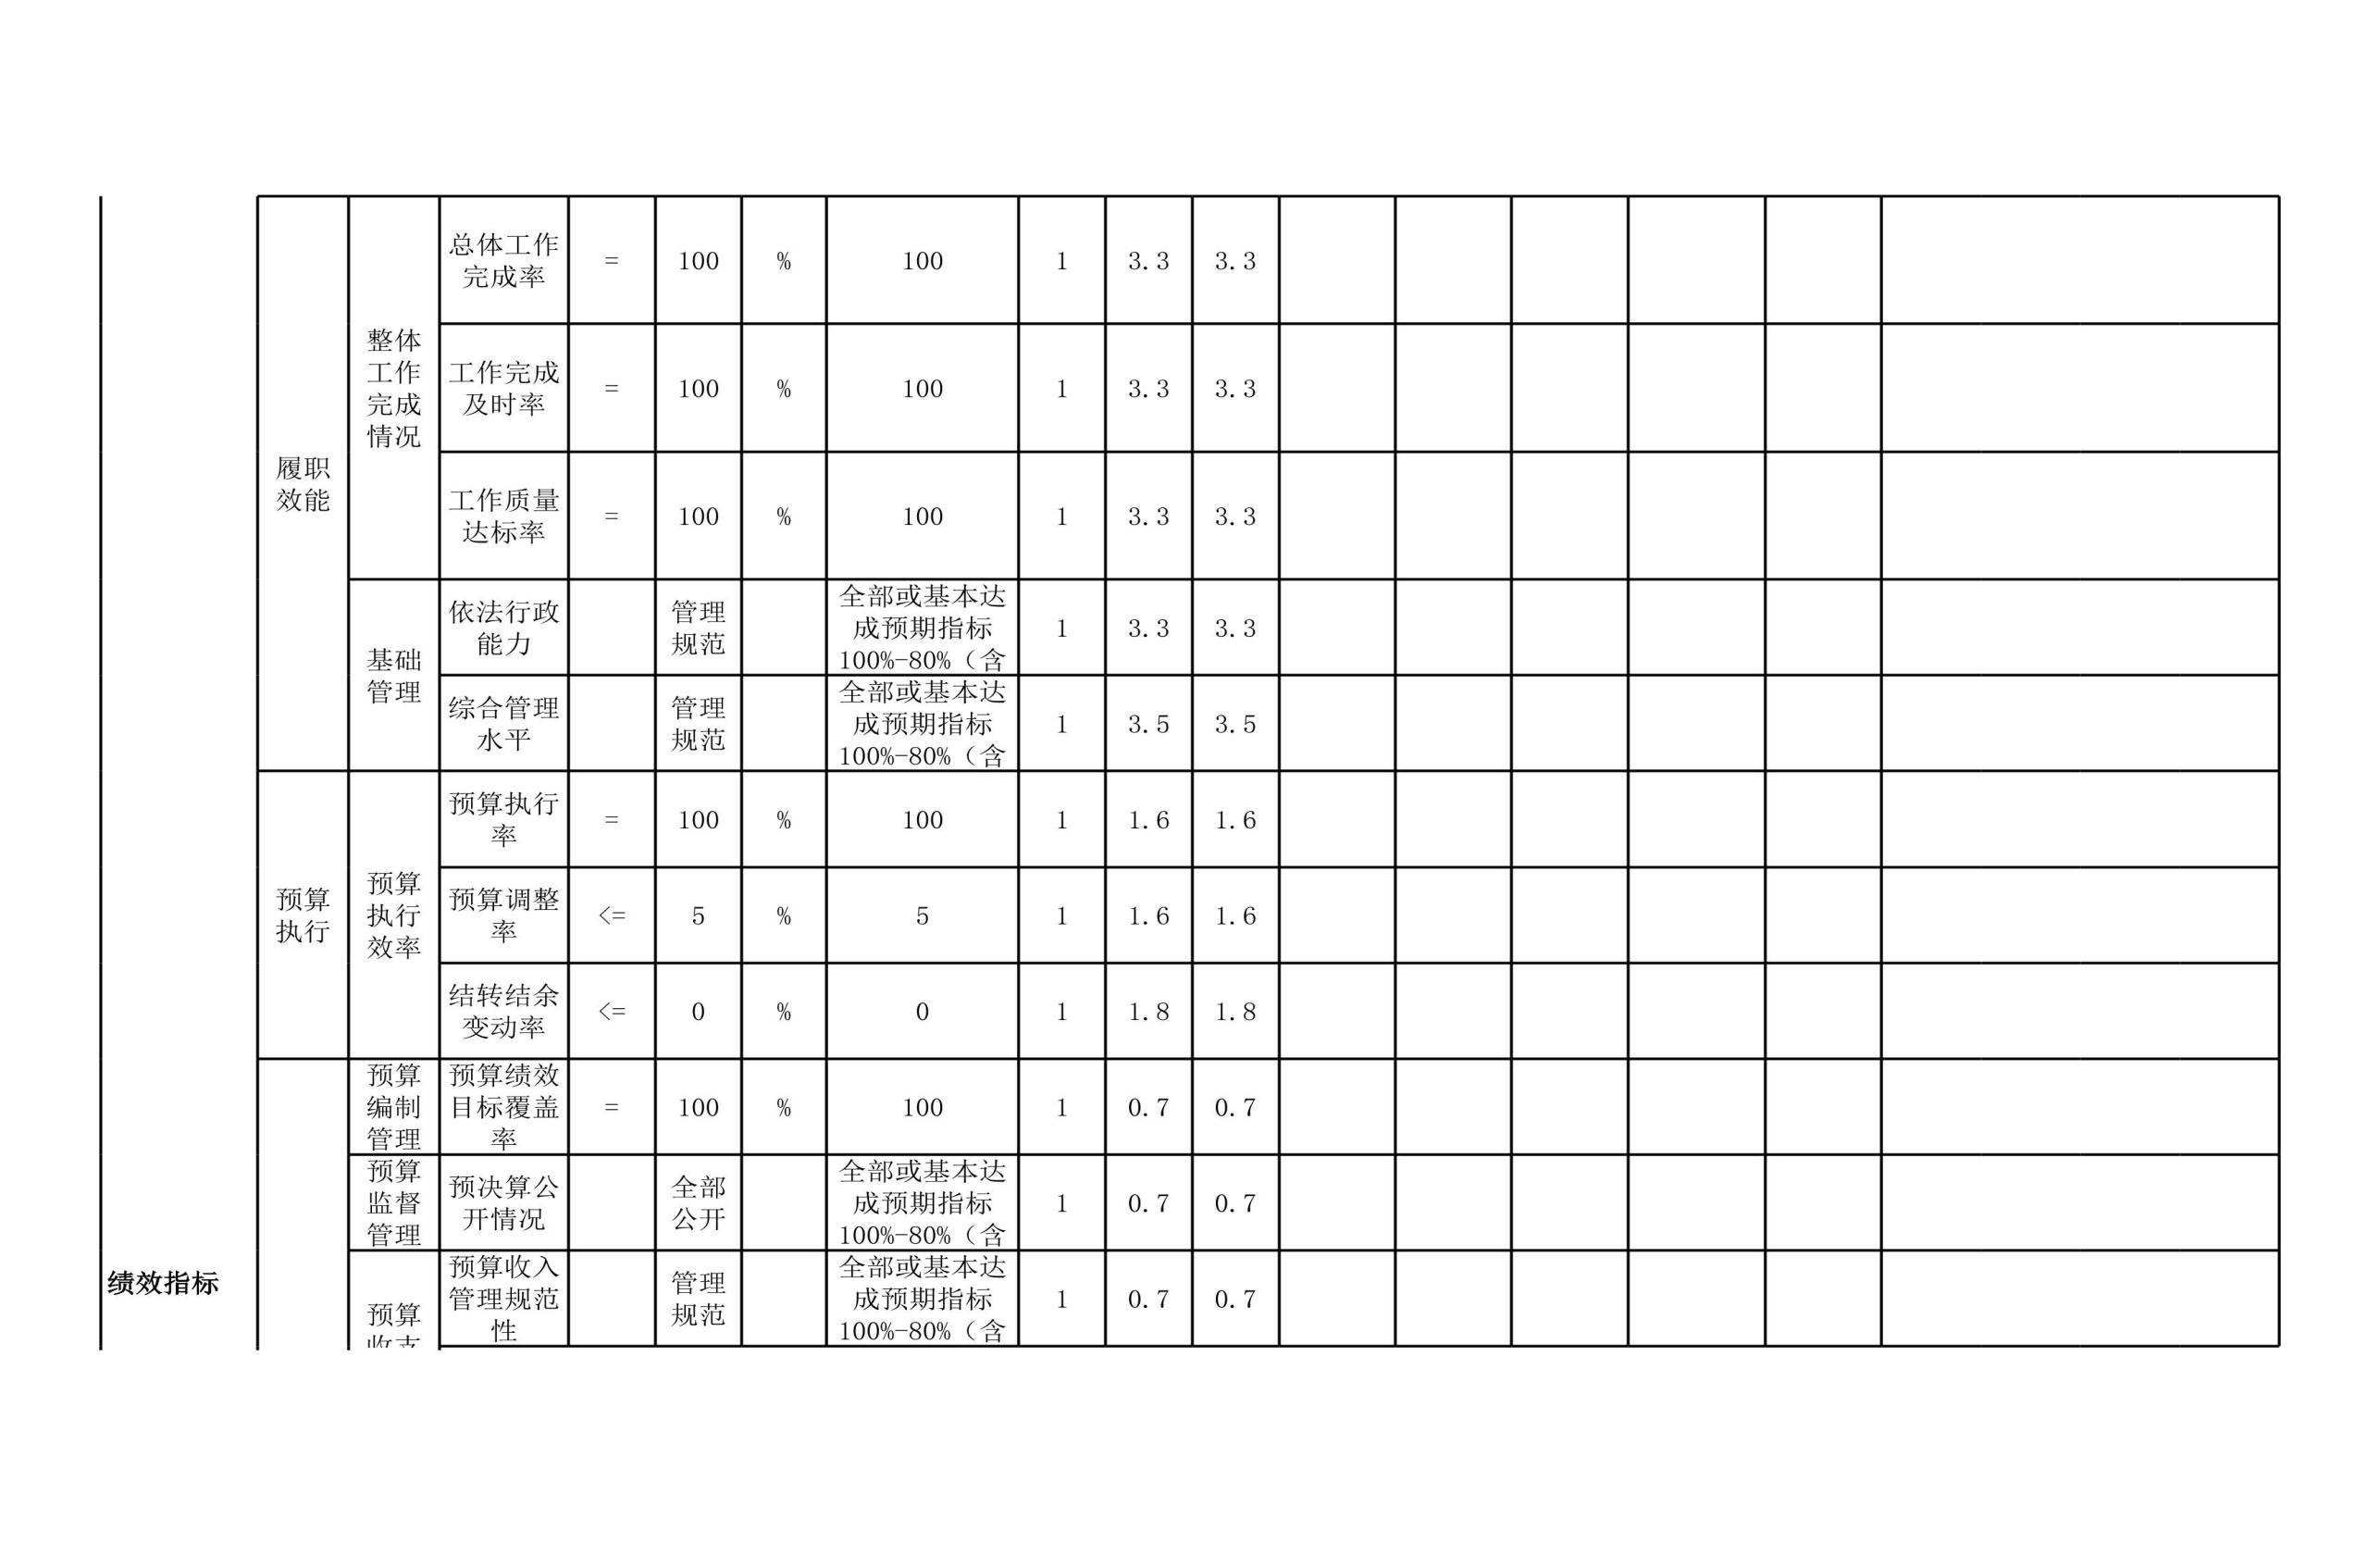 绩效指标
履职
效能
整体
工作
完成
情况
总体工作
完成率
=
100
%
100
1
3.3
3.3
工作完成
及时率
=
100
%
100
1
3.3
3.3
工作质量
达标率
=
100
%
100
1
3.3
3.3
基础
管理
依法行政
能力
管理
规范
全部或基本达
成预期指标
100%-80%（含
1
3.3
3.3
综合管理
水平
管理
规范
全部或基本达
成预期指标
100%-80%（含
1
3.5
3.5
预算
执行
预算
执行
效率
预算执行
率
=
100
%
100
1
1.6
1.6
预算调整
率
<=
5
%
5
1
1.6
1.6
结转结余
变动率
<=
0
%
0
1
1.8
1.8
预算
编制
管理
预算绩效
目标覆盖
率
=
100
%
100
1
0.7
0.7
预算
监督
管理
预决算公
开情况
全部
公开
全部或基本达
成预期指标
100%-80%（含
1
0.7
0.7
预算
预算收入
管理规范
性
管理
规范
全部或基本达
成预期指标
100%-80%（含
1
0.7
0.7